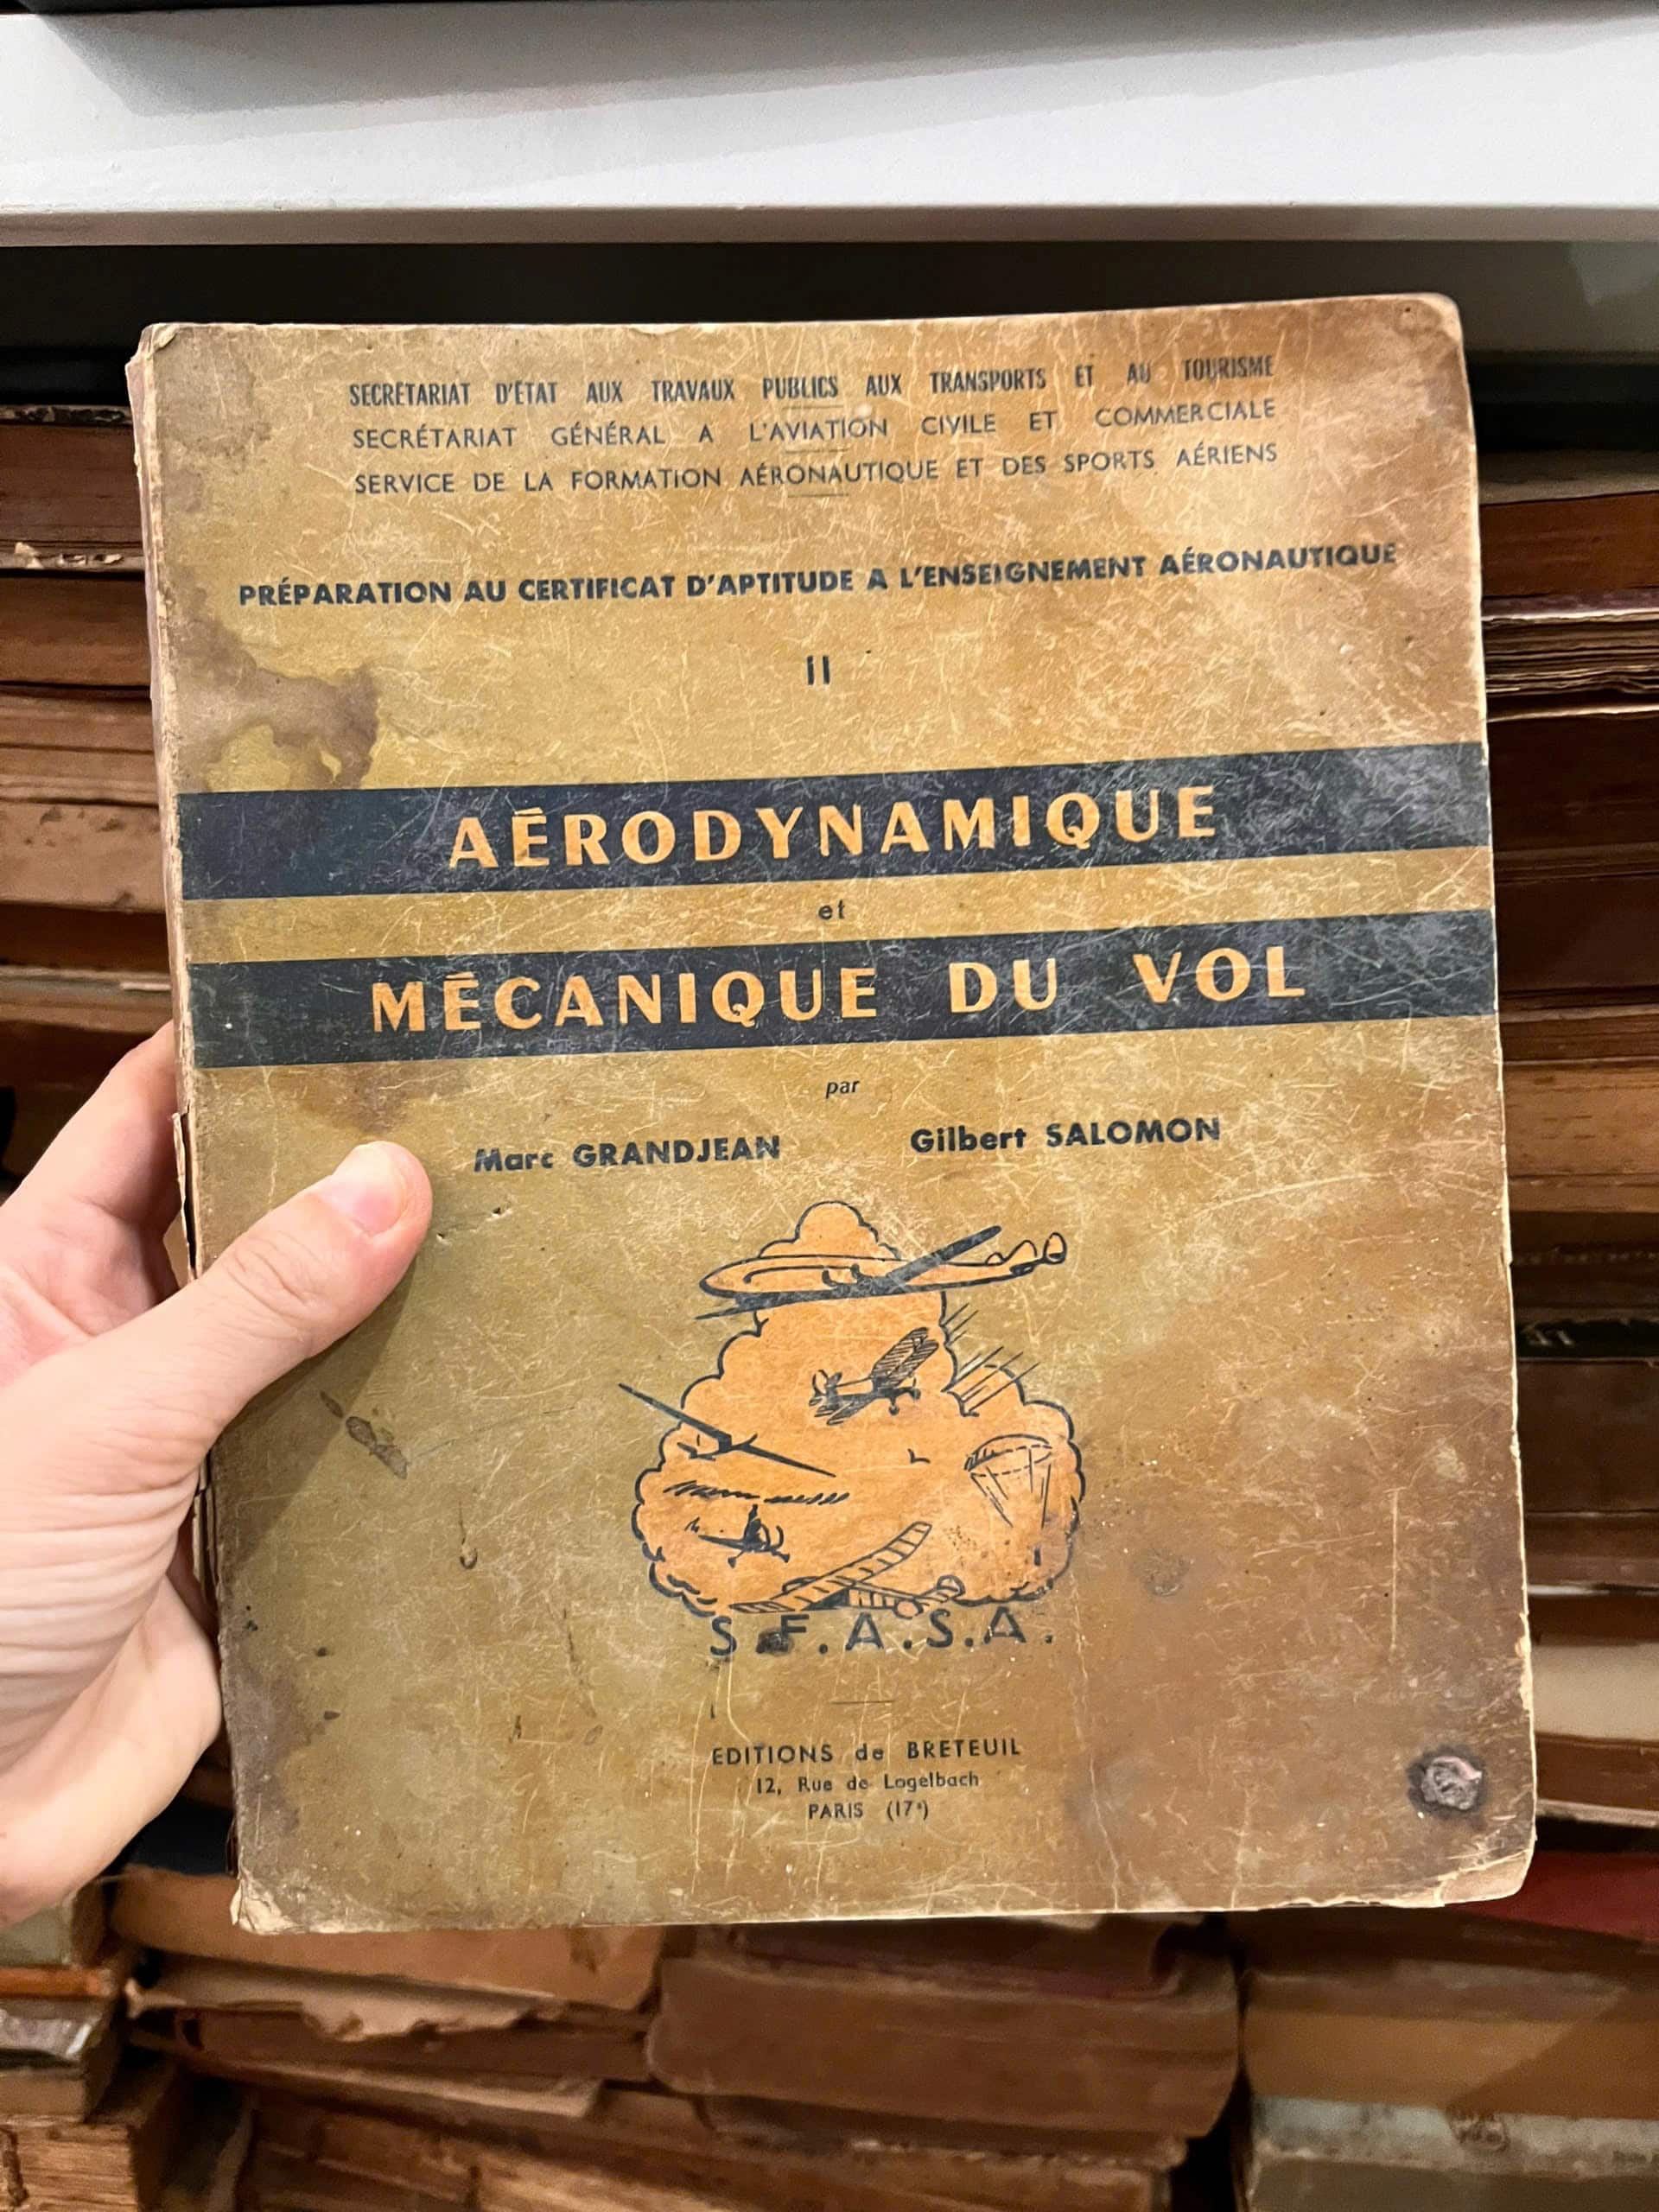 SECRÉTARIAT D'ÉTAT AUX TRAVAUX PUBLICS AUX TRANSPORTS ET AU TOURISME
SECRÉTARIAT GÉNÉRAL A L'AVIATION CIVILE ET COMMERCIALE
SERVICE DE LA FORMATION AÉRONAUTIQUE ET DES SPORTS AÉRIENS
PRÉPARATION AU CERTIFICAT D'APTITUDE A L'ENSEIGNEMENT AÉRONAUTIQUE
II
AÉRODYNAMIQUE
et
MÉCANIQUE DU VOL
par
Marc GRANDJEAN Gilbert SALOMON
S.F.A.S.A.
EDITIONS de BRETEUIL
12, Rue de Logelbach
PARIS (17e)